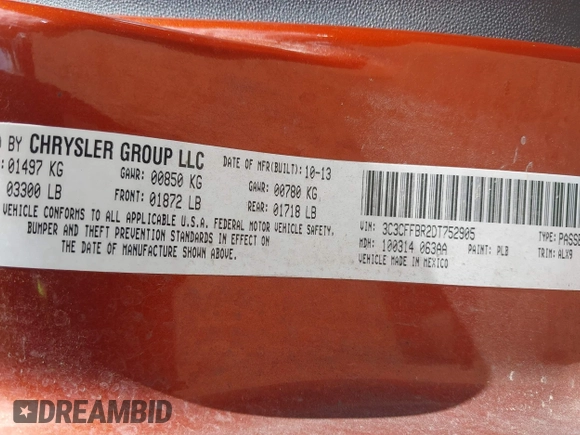 BY CHRYSLER GROUP LLC DATE OF MFR(BUILT): 10-13
: 01497 KG GAWR: 00850 KG GAWR: 00780 KG
03300 LB FRONT: 01872 LB REAR: 01718 LB
VEHICLE CONFORMS TO ALL APPLICABLE U.S.A. FEDERAL MOTOR VEHICLE SAFETY,
BUMPER AND THEFT PREVENTION STANDARDS IN EFFECT ON
THE DATE OF MANUFACTURE SHOWN ABOVE.
VIN: 3C3CFFBR2DT752905 TYPE: PASSE
MDH: 100314 063AA PAINT: PLB TRIM: ALX9
VEHICLE MADE IN MEXICO
DREAMBID